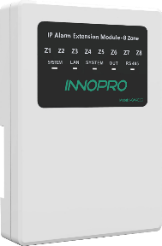 IP Alarm Extension Module-8 Zone
Z1 Z2 Z3 Z4 Z5 Z6 Z7 Z8
LAN SYSTEM OUT RS485
INNOPRO